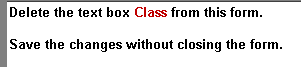 Delete the text box Class from this form.
Save the changes without closing the form.